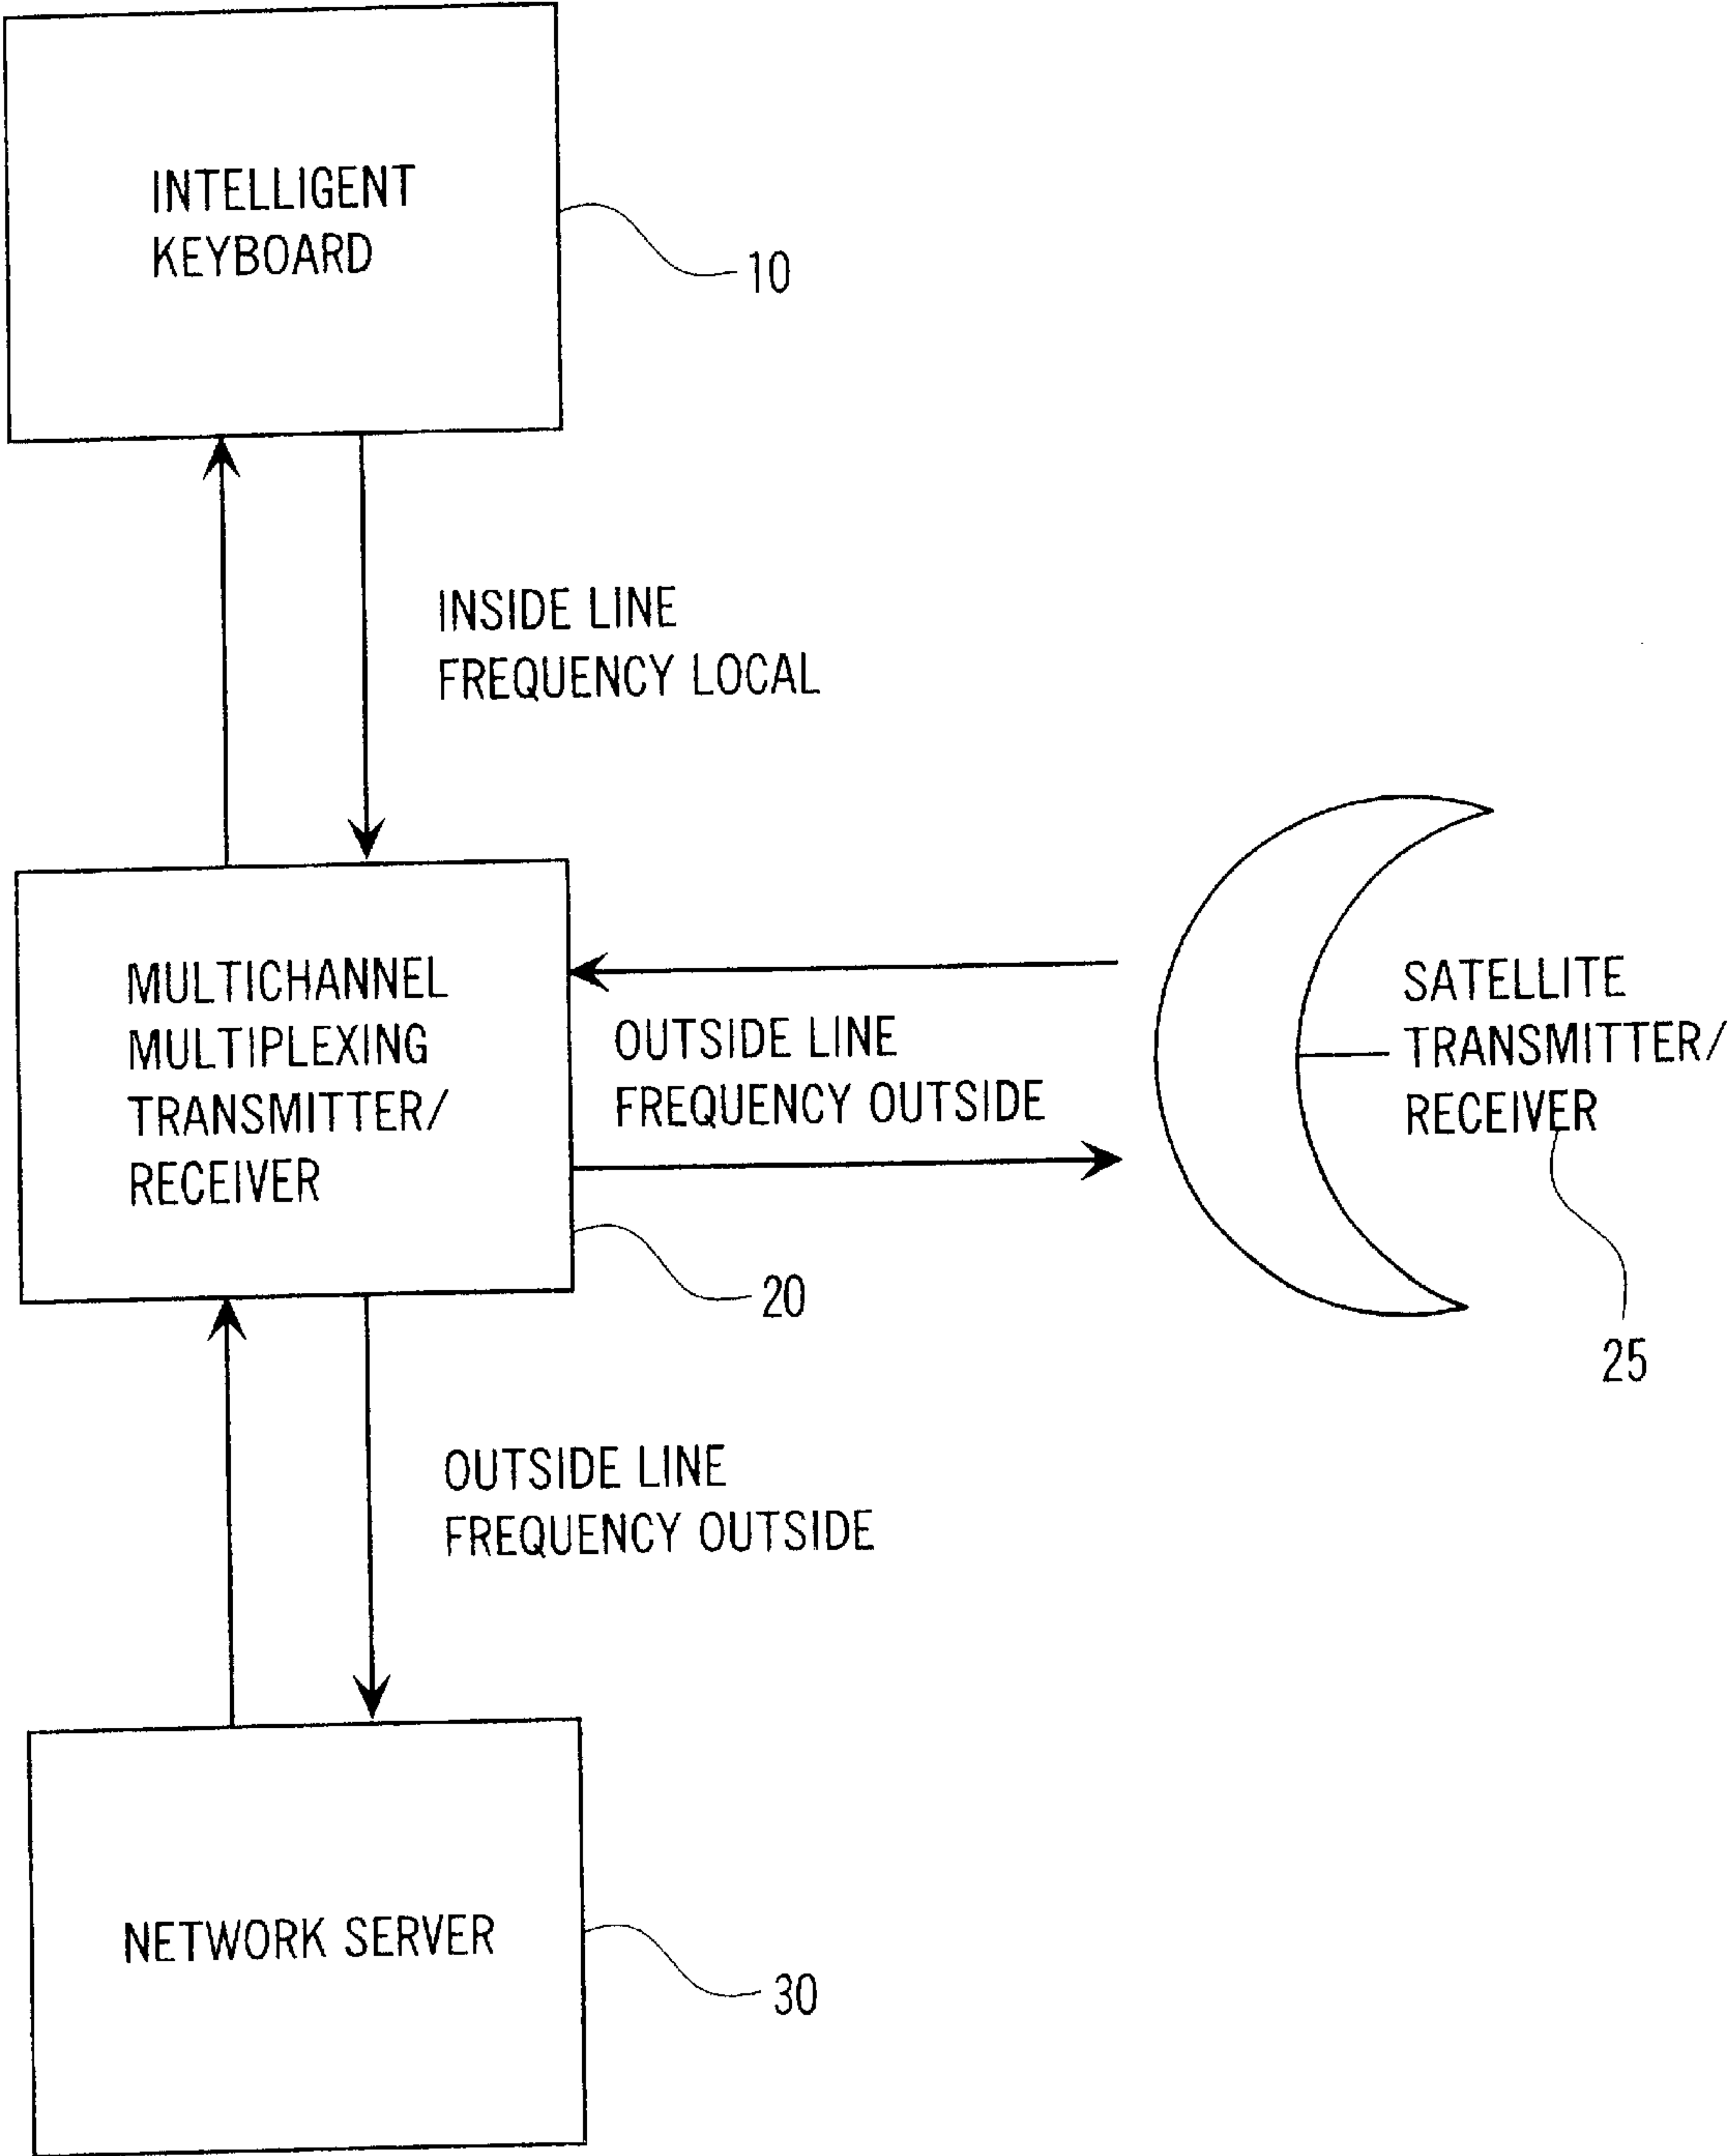 INTELLIGENT
KEYBOARD
10
INSIDE LINE
FREQUENCY LOCAL
MULTICHANNEL
MULTIPLEXING
TRANSMITTER/
RECEIVER
20
OUTSIDE LINE
FREQUENCY OUTSIDE
SATELLITE
TRANSMITTER/
RECEIVER
25
OUTSIDE LINE
FREQUENCY OUTSIDE
NETWORK SERVER
30